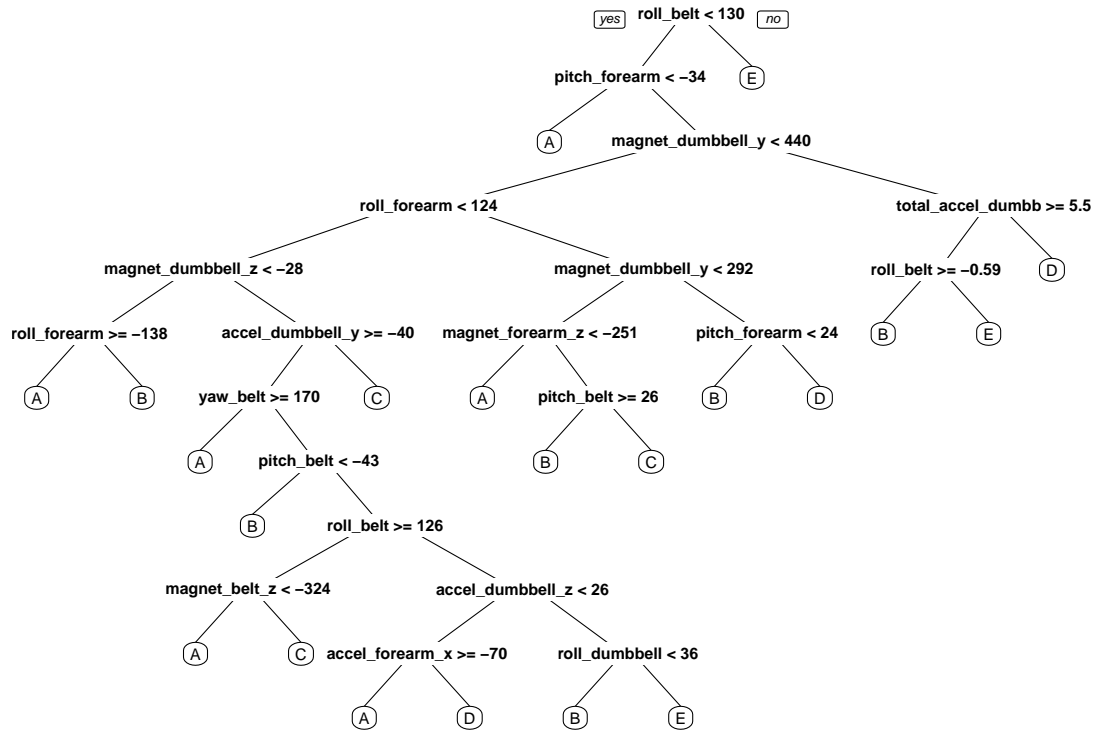 yes roll_belt < 130 no
pitch_forearm < −34 E
A magnet_dumbbell_y < 440
roll_forearm < 124 total_accel_dumbb >= 5.5
magnet_dumbbell_z < −28 magnet_dumbbell_y < 292 roll_belt >= −0.59 D
roll_forearm >= −138 accel_dumbbell_y >= −40 magnet_forearm_z < −251 pitch_forearm < 24 B E
A B yaw_belt >= 170 C A pitch_belt >= 26 B D
A pitch_belt < −43 B C
B roll_belt >= 126
magnet_belt_z < −324 accel_dumbbell_z < 26
A C accel_forearm_x >= −70 roll_dumbbell < 36
A D B E